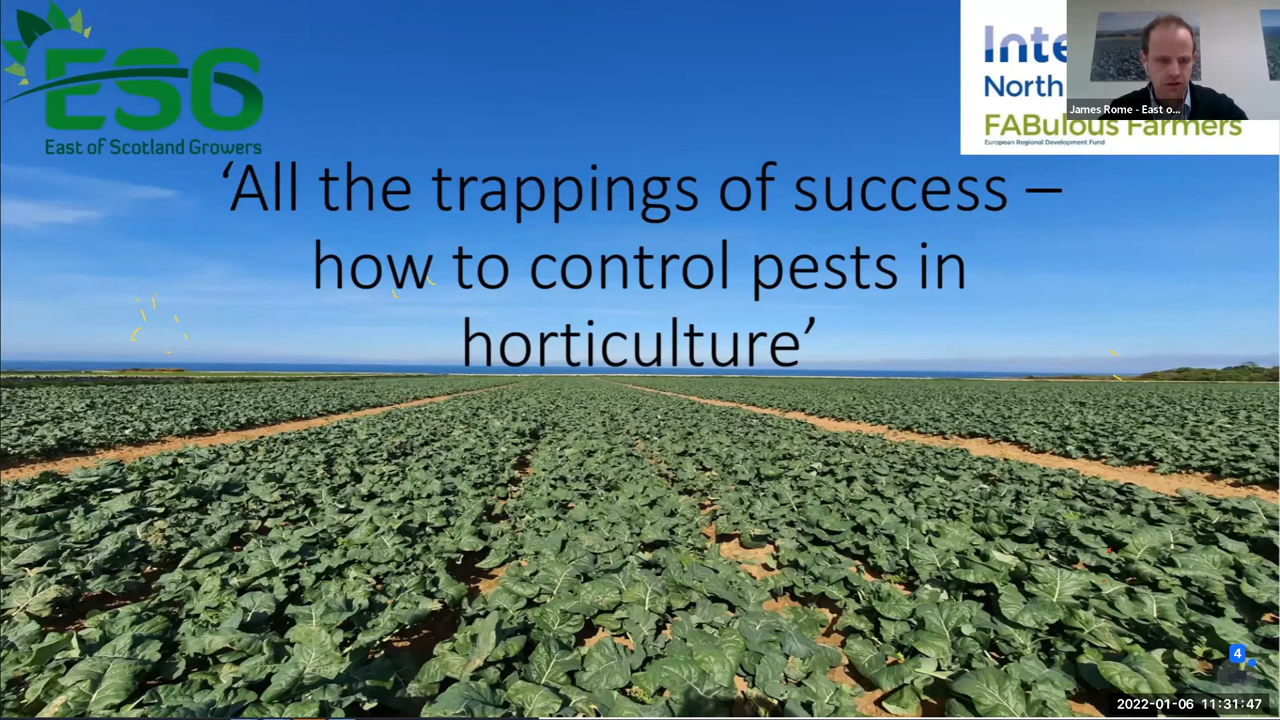 ESG
East of Scotland Growers
Inte
North
FABulous Farmers
European Regional Development Fund
James Rome - East o...
‘All the trappings of success –
how to control pests in
horticulture’
4
2022-01-06 11:31:47